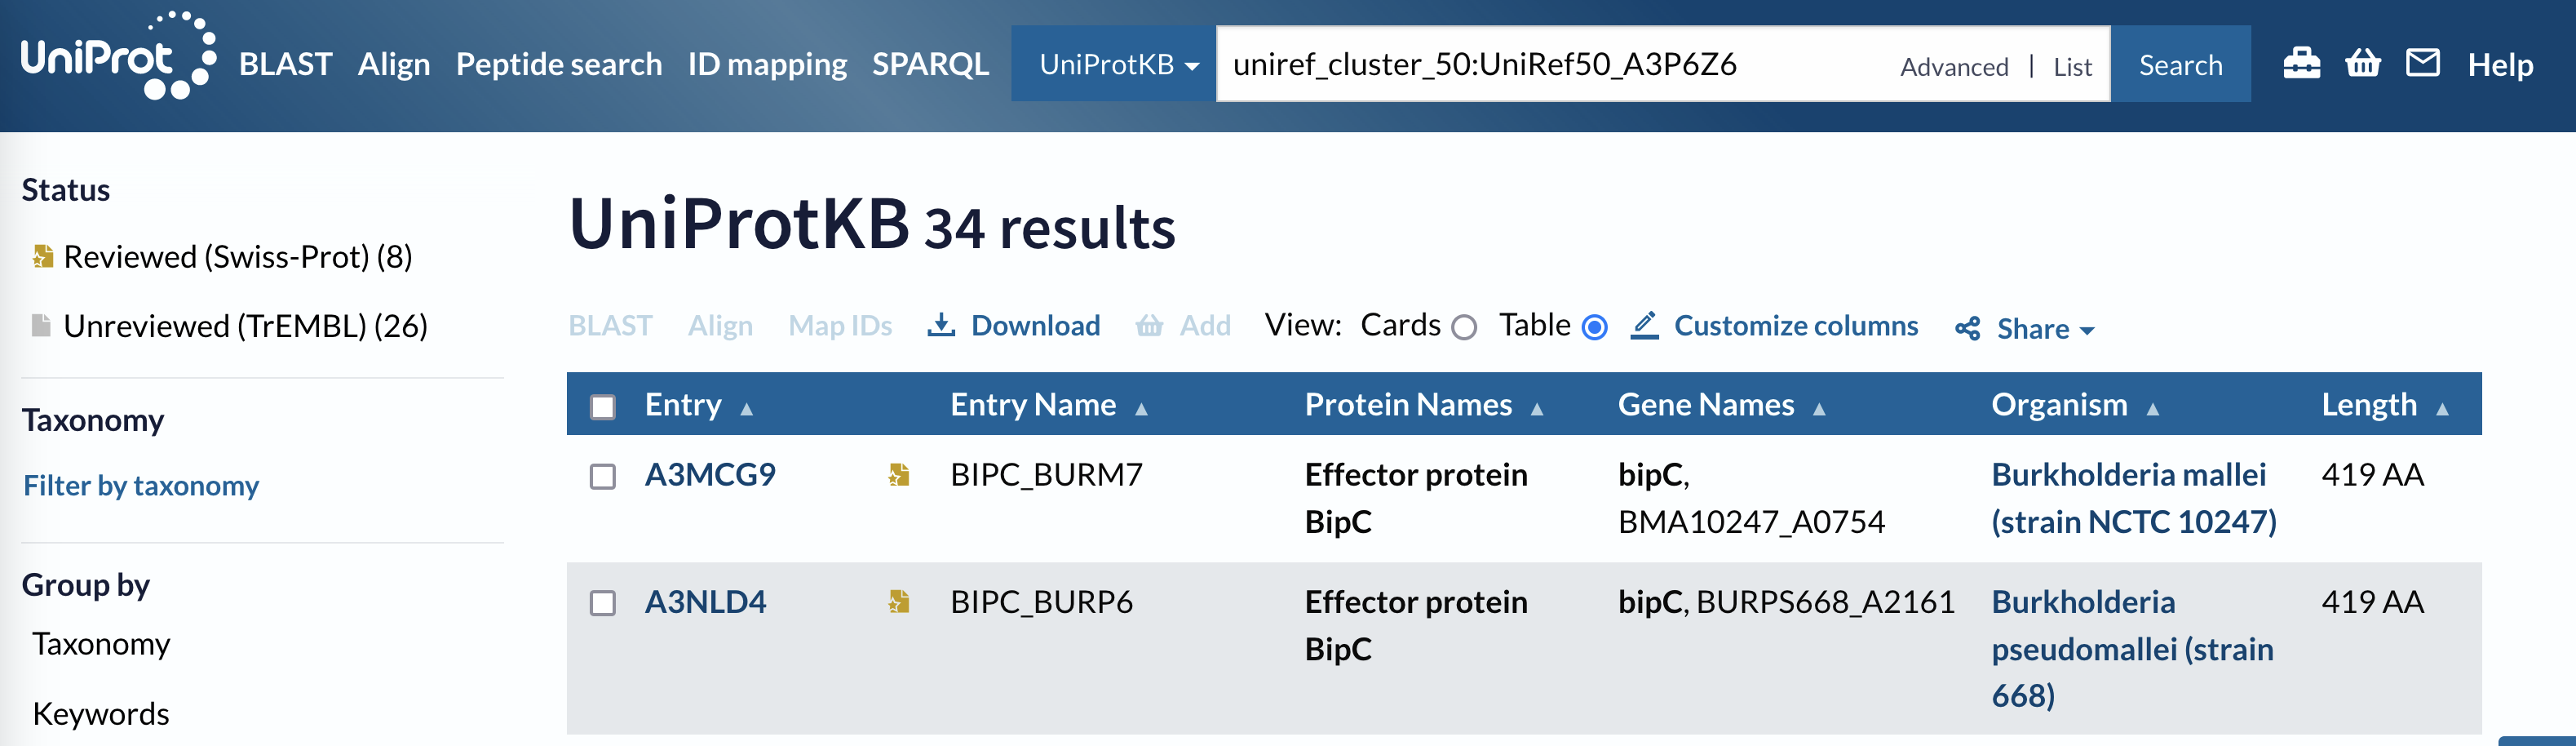 UniProt BLAST Align Peptide search ID mapping SPARQL UniProtKB uniref_cluster_50:UniRef50_A3P6Z6 Advanced | List Search Help
Status
Reviewed (Swiss-Prot) (8)
Unreviewed (TrEMBL) (26)
Taxonomy
Filter by taxonomy
Group by
Taxonomy
Keywords
UniProtKB 34 results
BLAST Align Map IDs Download Add View: Cards Table Customize columns Share
Entry Entry Name Protein Names Gene Names Organism Length
A3MCG9 BIPC_BURM7 Effector protein bipC, Burkholderia mallei 419 AA
BipC BMA10247_A0754 (strain NCTC 10247)
A3NLD4 BIPC_BURP6 Effector protein bipC, BURPS668_A2161 Burkholderia 419 AA
BipC pseudomallei (strain
668)